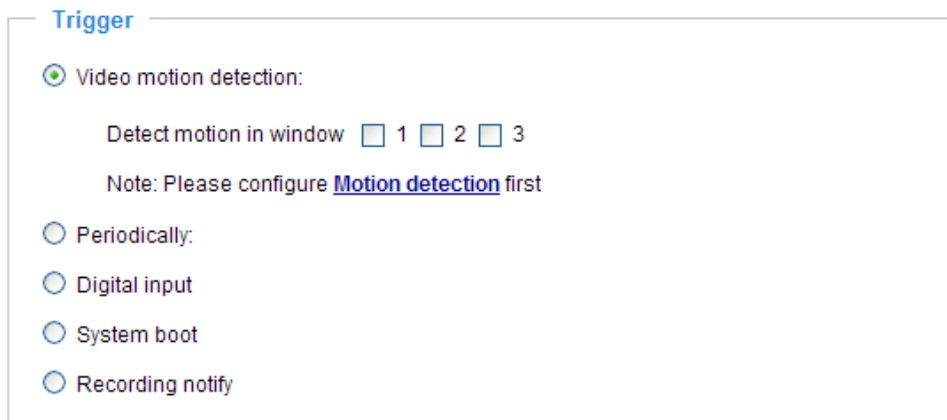 Trigger
Video motion detection:
Detect motion in window 1 2 3
Note: Please configure Motion detection first
Periodically:
Digital input
System boot
Recording notify